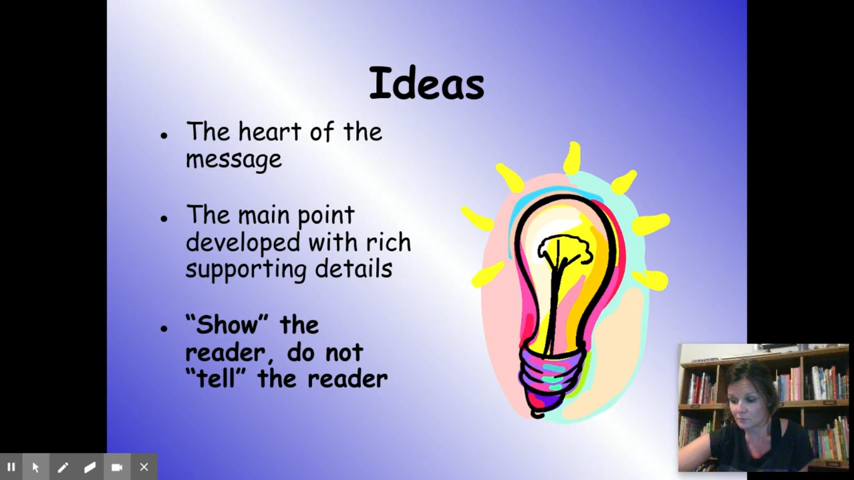 Ideas
• The heart of the
message
• The main point
developed with rich
supporting details
• “Show” the
reader, do not
“tell” the reader